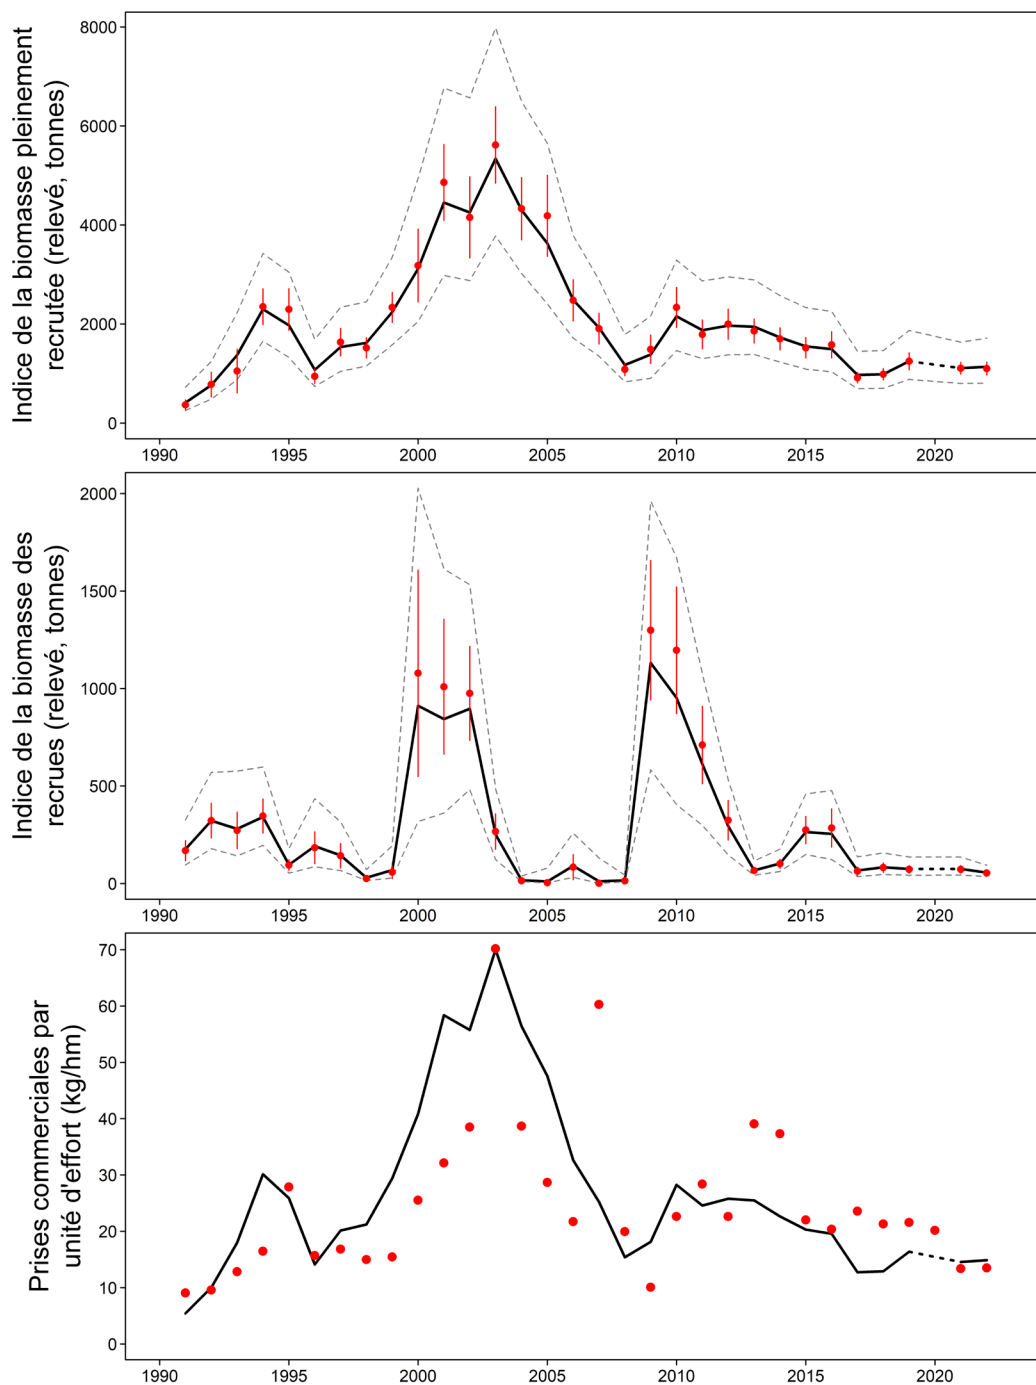 Indice de la biomasse pleinement
recrutée (relevé, tonnes)
8000
6000
4000
2000
0
1990 1995 2000 2005 2010 2015 2020
Indice de la biomasse des
recrues (relevé, tonnes)
2000
1500
1000
500
0
1990 1995 2000 2005 2010 2015 2020
Prises commerciales par
unité d'effort (kg/hm)
70
60
50
40
30
20
10
0
1990 1995 2000 2005 2010 2015 2020